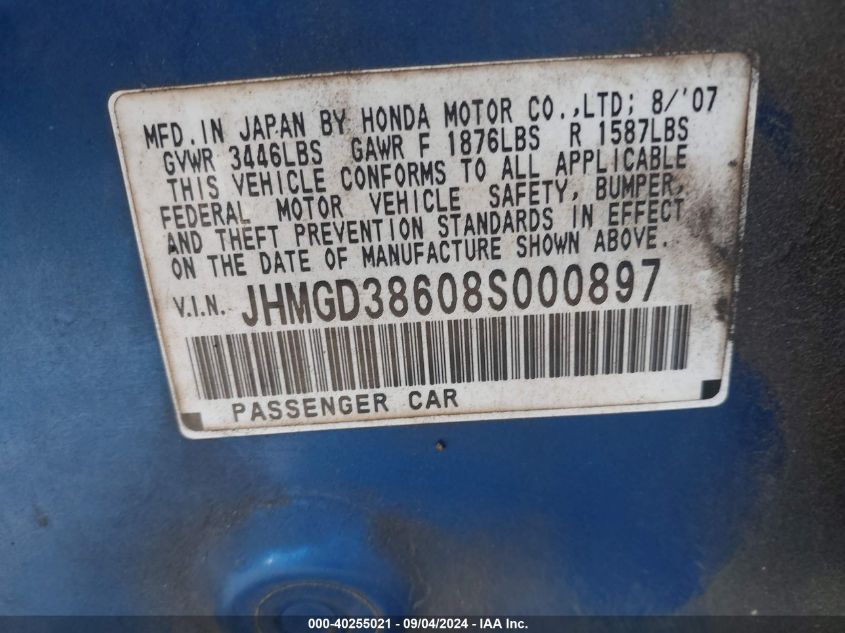 MFD. IN JAPAN BY HONDA MOTOR CO.,LTD; 8/'07
GVWR 3446LBS GAWR F 1876LBS R 1587LBS
THIS VEHICLE CONFORMS TO ALL APPLICABLE
FEDERAL MOTOR VEHICLE SAFETY, BUMPER,
AND THEFT PREVENTION STANDARDS IN EFFECT
ON THE DATE OF MANUFACTURE SHOWN ABOVE.
V.I.N. JHMGD38608S000897
PASSENGER CAR
000-40255021 - 09/04/2024 - IAA Inc.